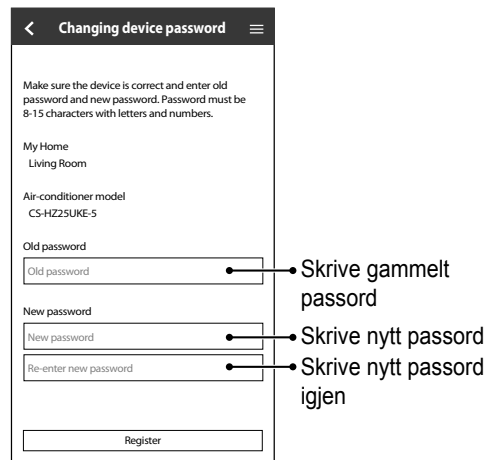 Changing device password
Make sure the device is correct and enter old
password and new password. Password must be
8-15 characters with letters and numbers.
My Home
Living Room
Air-conditioner model
CS-HZ25UKE-5
Old password
Old password
Skrive gammelt
passord
New password
New password
Skrive nytt passord
Re-enter new password
Skrive nytt passord
igjen
Register